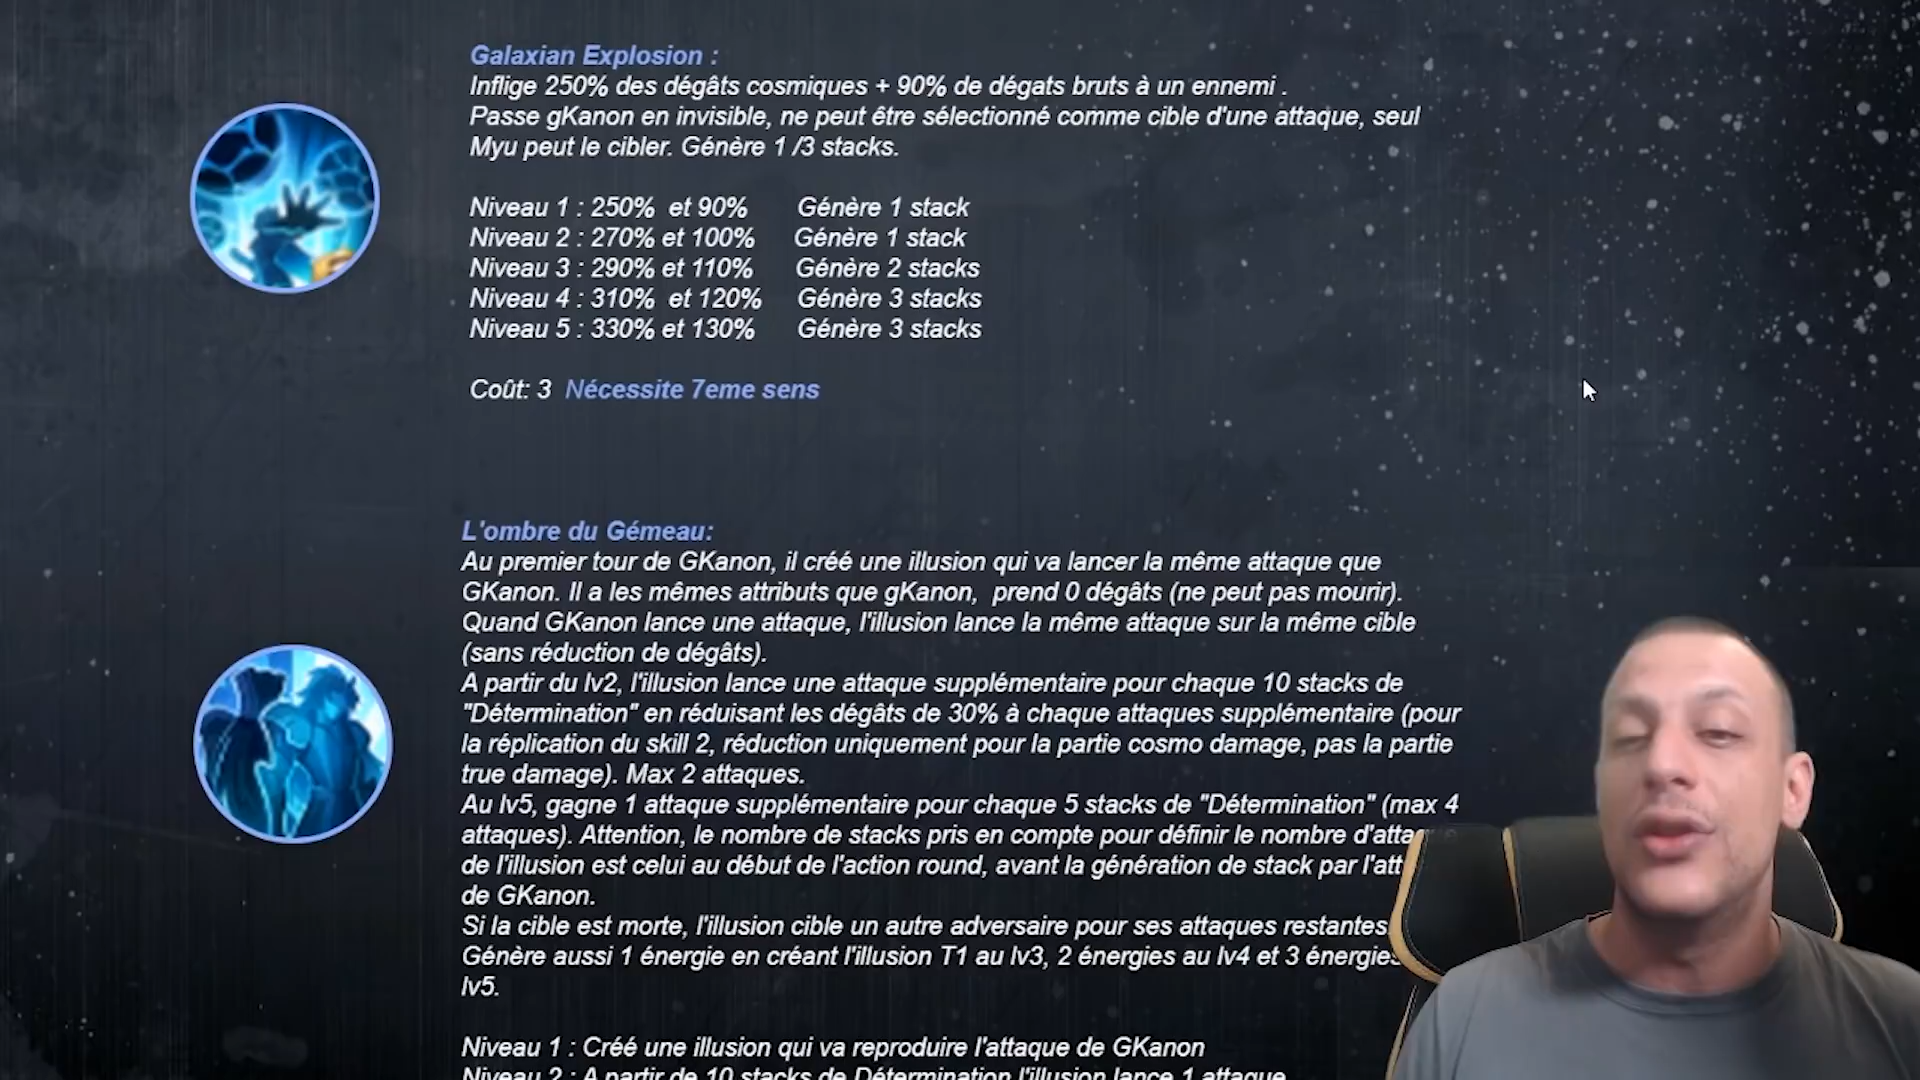 Galaxian Explosion :
Inflige 250% des dégâts cosmiques + 90% de dégats bruts à un ennemi .
Passe gKanon en invisible, ne peut être sélectionné comme cible d'une attaque, seul
Myu peut le cibler. Génère 1 /3 stacks.
Niveau 1 : 250% et 90% Génère 1 stack
Niveau 2 : 270% et 100% Génère 1 stack
Niveau 3 : 290% et 110% Génère 2 stacks
Niveau 4 : 310% et 120% Génère 3 stacks
Niveau 5 : 330% et 130% Génère 3 stacks
Coût: 3 Nécessite 7eme sens
L'ombre du Gémeau:
Au premier tour de GKanon, il créé une illusion qui va lancer la même attaque que
GKanon. Il a les mêmes attributs que gKanon, prend 0 dégâts (ne peut pas mourir).
Quand GKanon lance une attaque, l'illusion lance la même attaque sur la même cible
(sans réduction de dégâts).
A partir du lv2, l'illusion lance une attaque supplémentaire pour chaque 10 stacks de
"Détermination" en réduisant les dégâts de 30% à chaque attaques supplémentaire (pour
la réplication du skill 2, réduction uniquement pour la partie cosmo damage, pas la partie
true damage). Max 2 attaques.
Au lv5, gagne 1 attaque supplémentaire pour chaque 5 stacks de "Détermination" (max 4
attaques). Attention, le nombre de stacks pris en compte pour définir le nombre
de l'illusion est celui au début de l'action round, avant la génération de stack par
de GKanon.
Si la cible est morte, l'illusion cible un autre adversaire pour ses attaques restantes.
Génère aussi 1 énergie en créant l'illusion T1 au lv3, 2 énergies au lv4 et 3 énergies
lv5.
Niveau 1 : Créé une illusion qui va reproduire l'attaque de GKanon
Niveau 2 : A partir de 10 stacks de Détermination l'illusion lance 1 attaque